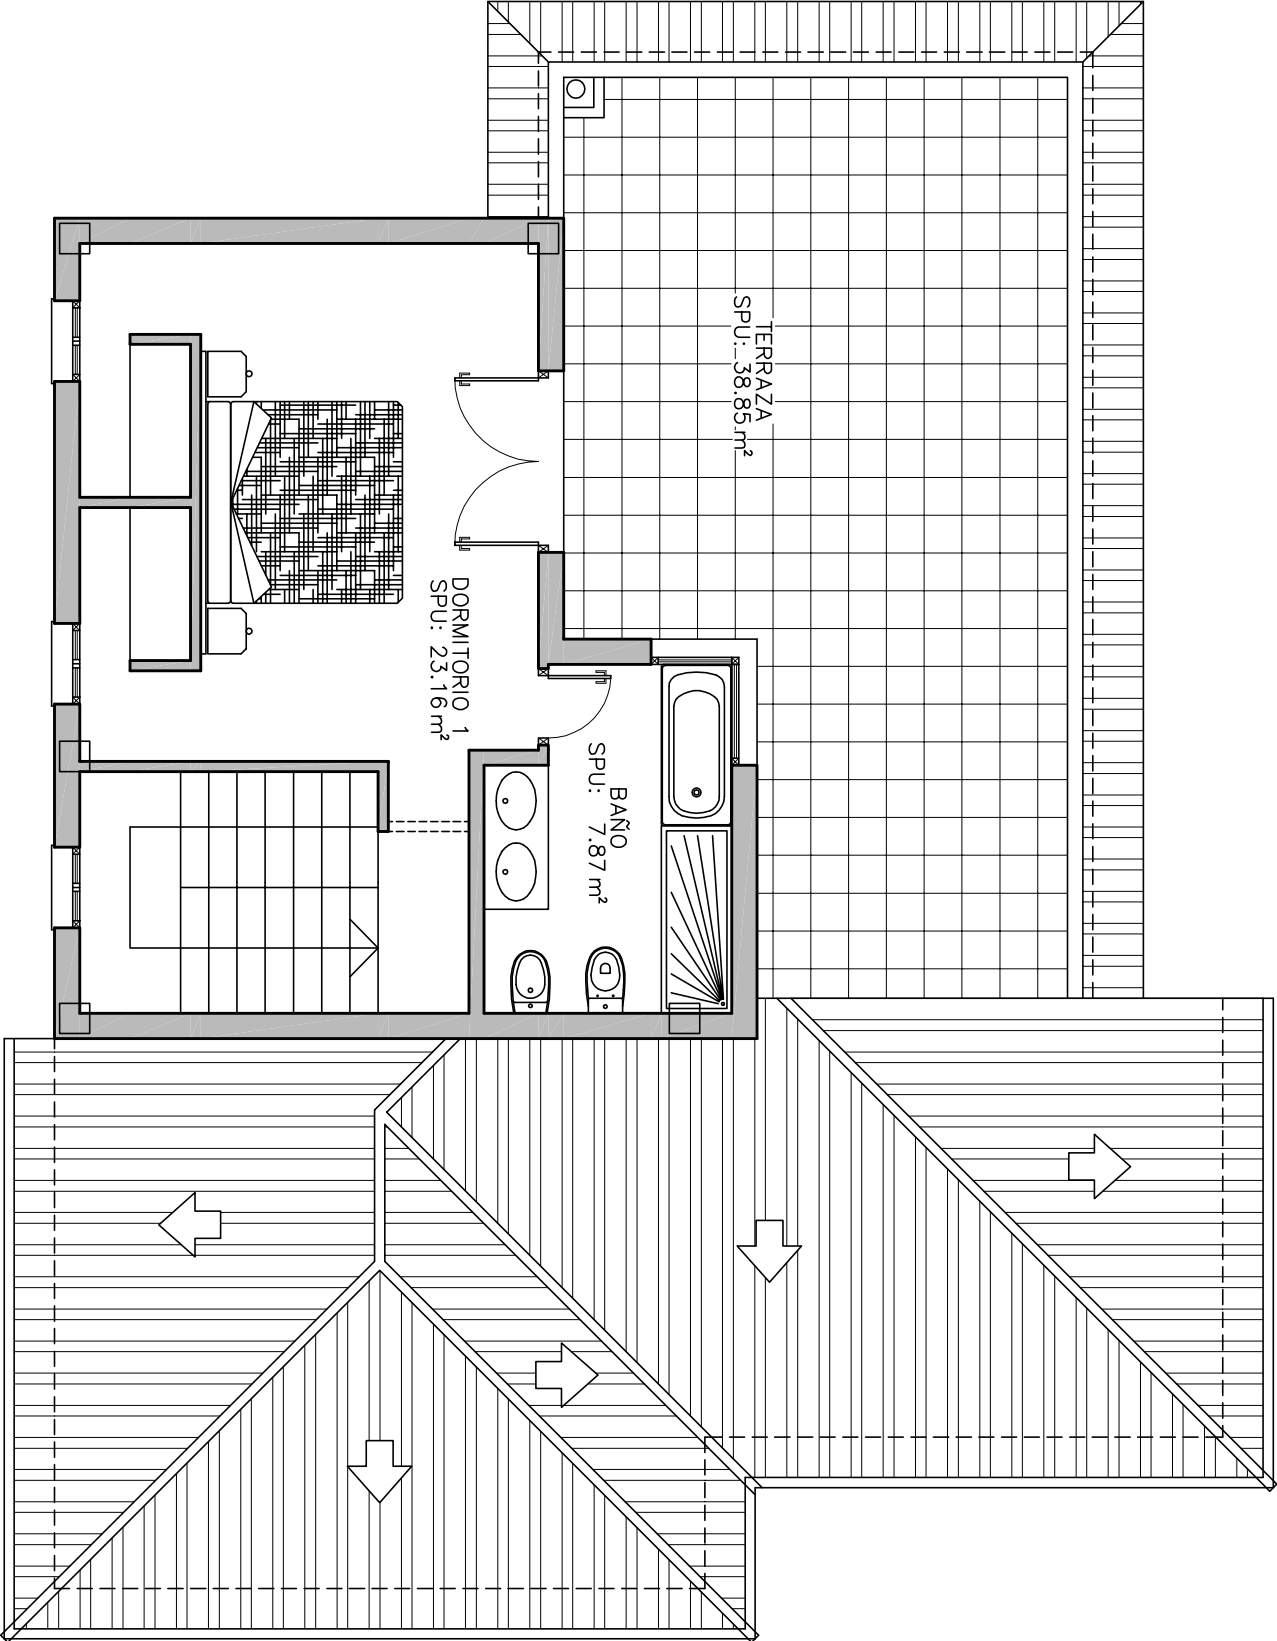 TERRAZA
SPU: 38.85 m²
DORMITORIO 1
SPU: 23.16 m²
BAÑO
SPU: 7.87 m²